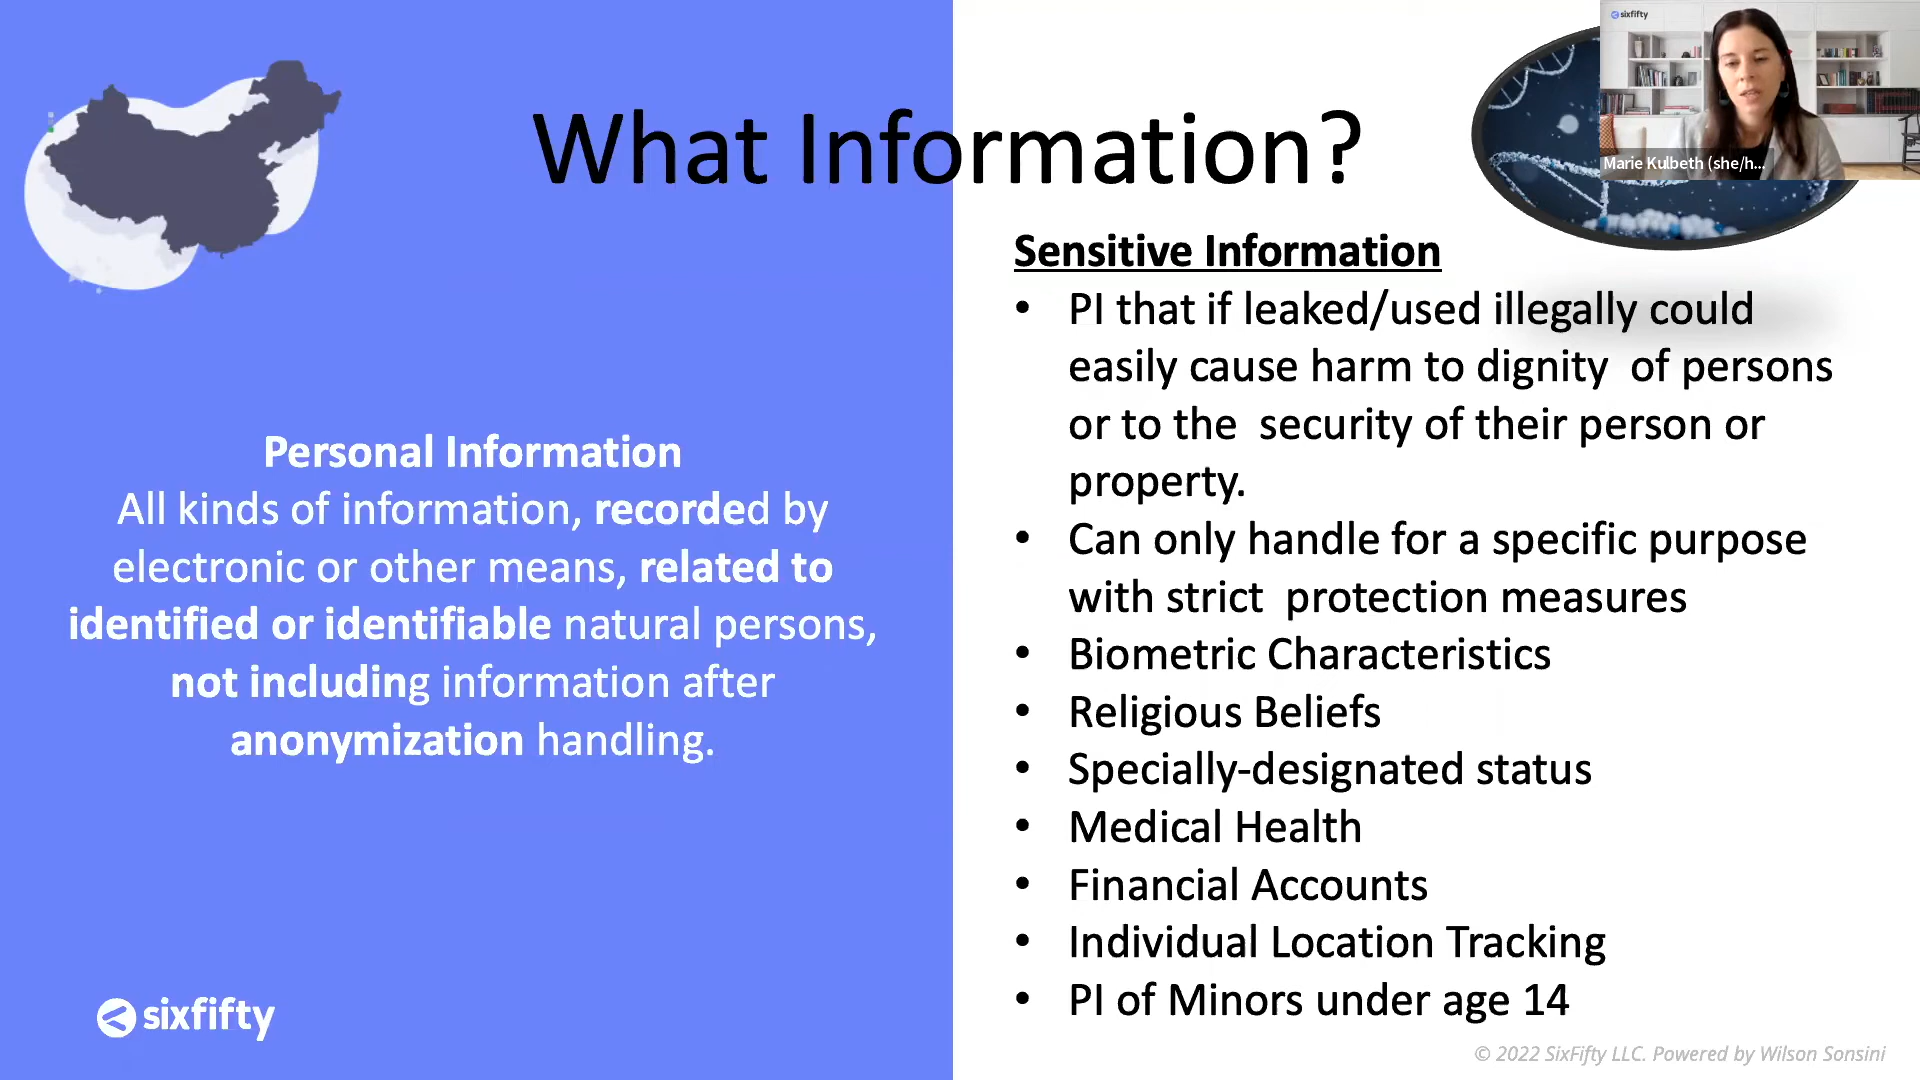 What Information?
Personal Information
All kinds of information, recorded by
electronic or other means, related to
identified or identifiable natural persons,
not including information after
anonymization handling.
sixfifty
sixfifty
Marie Kulbeth (she/h...
Sensitive Information
• PI that if leaked/used illegally could
easily cause harm to dignity of persons
or to the security of their person or
property.
• Can only handle for a specific purpose
with strict protection measures
• Biometric Characteristics
• Religious Beliefs
• Specially-designated status
• Medical Health
• Financial Accounts
• Individual Location Tracking
• PI of Minors under age 14
© 2022 SixFifty LLC. Powered by Wilson Sonsini